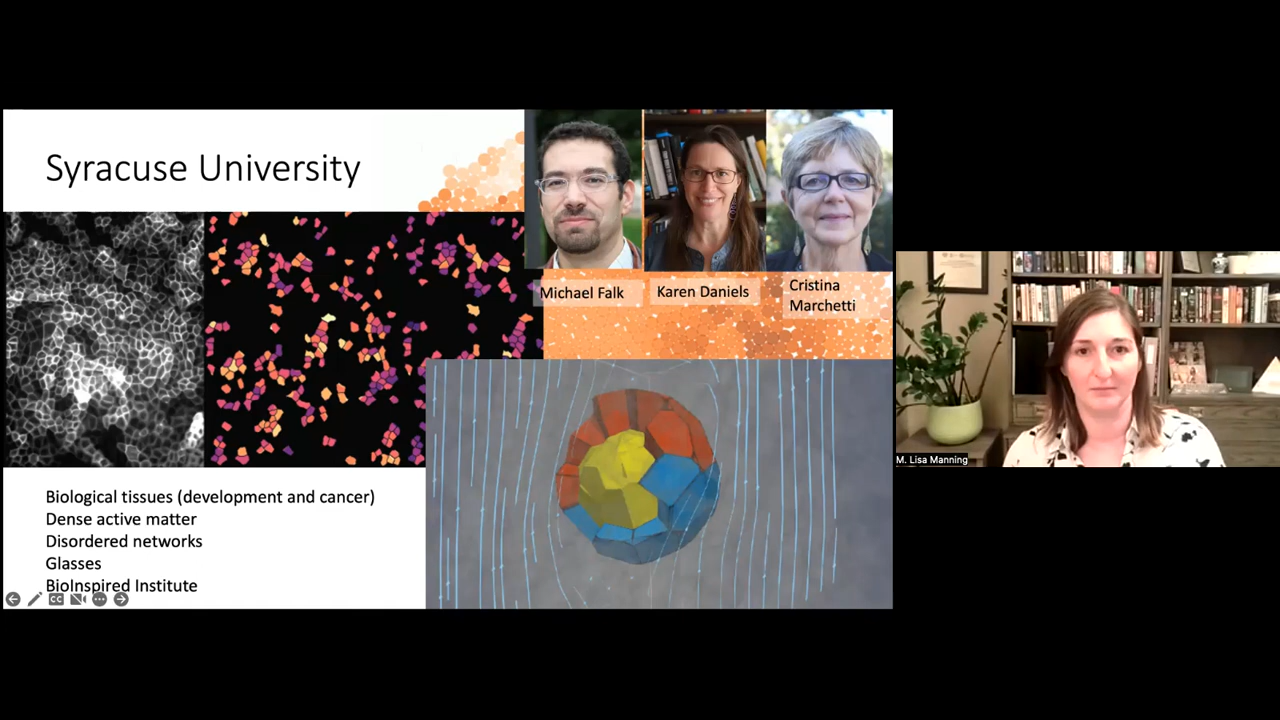 Syracuse University
Michael Falk
Karen Daniels
Cristina
Marchetti
Biological tissues (development and cancer)
Dense active matter
Disordered networks
Glasses
BioInspired Institute
CC
M. Lisa Manning